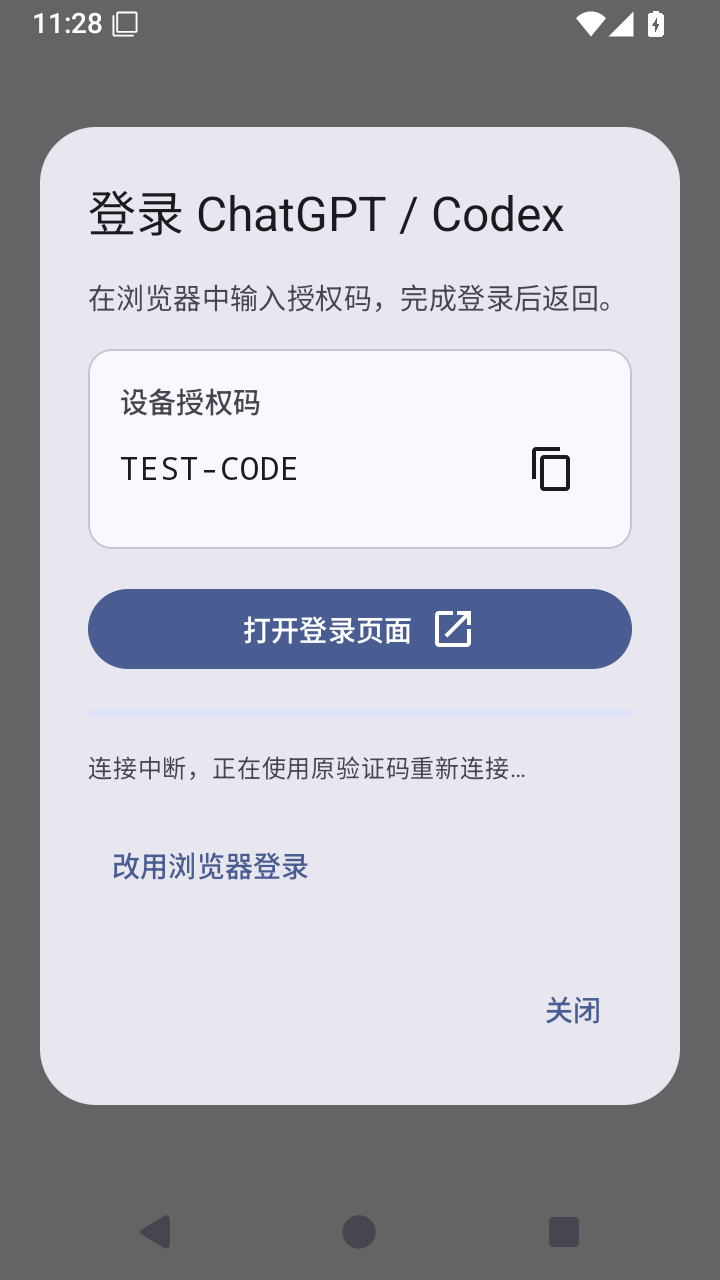 11:28
登录 ChatGPT / Codex
在浏览器中输入授权码，完成登录后返回。
设备授权码
TEST-CODE
打开登录页面
连接中断，正在使用原验证码重新连接…
改用浏览器登录
关闭